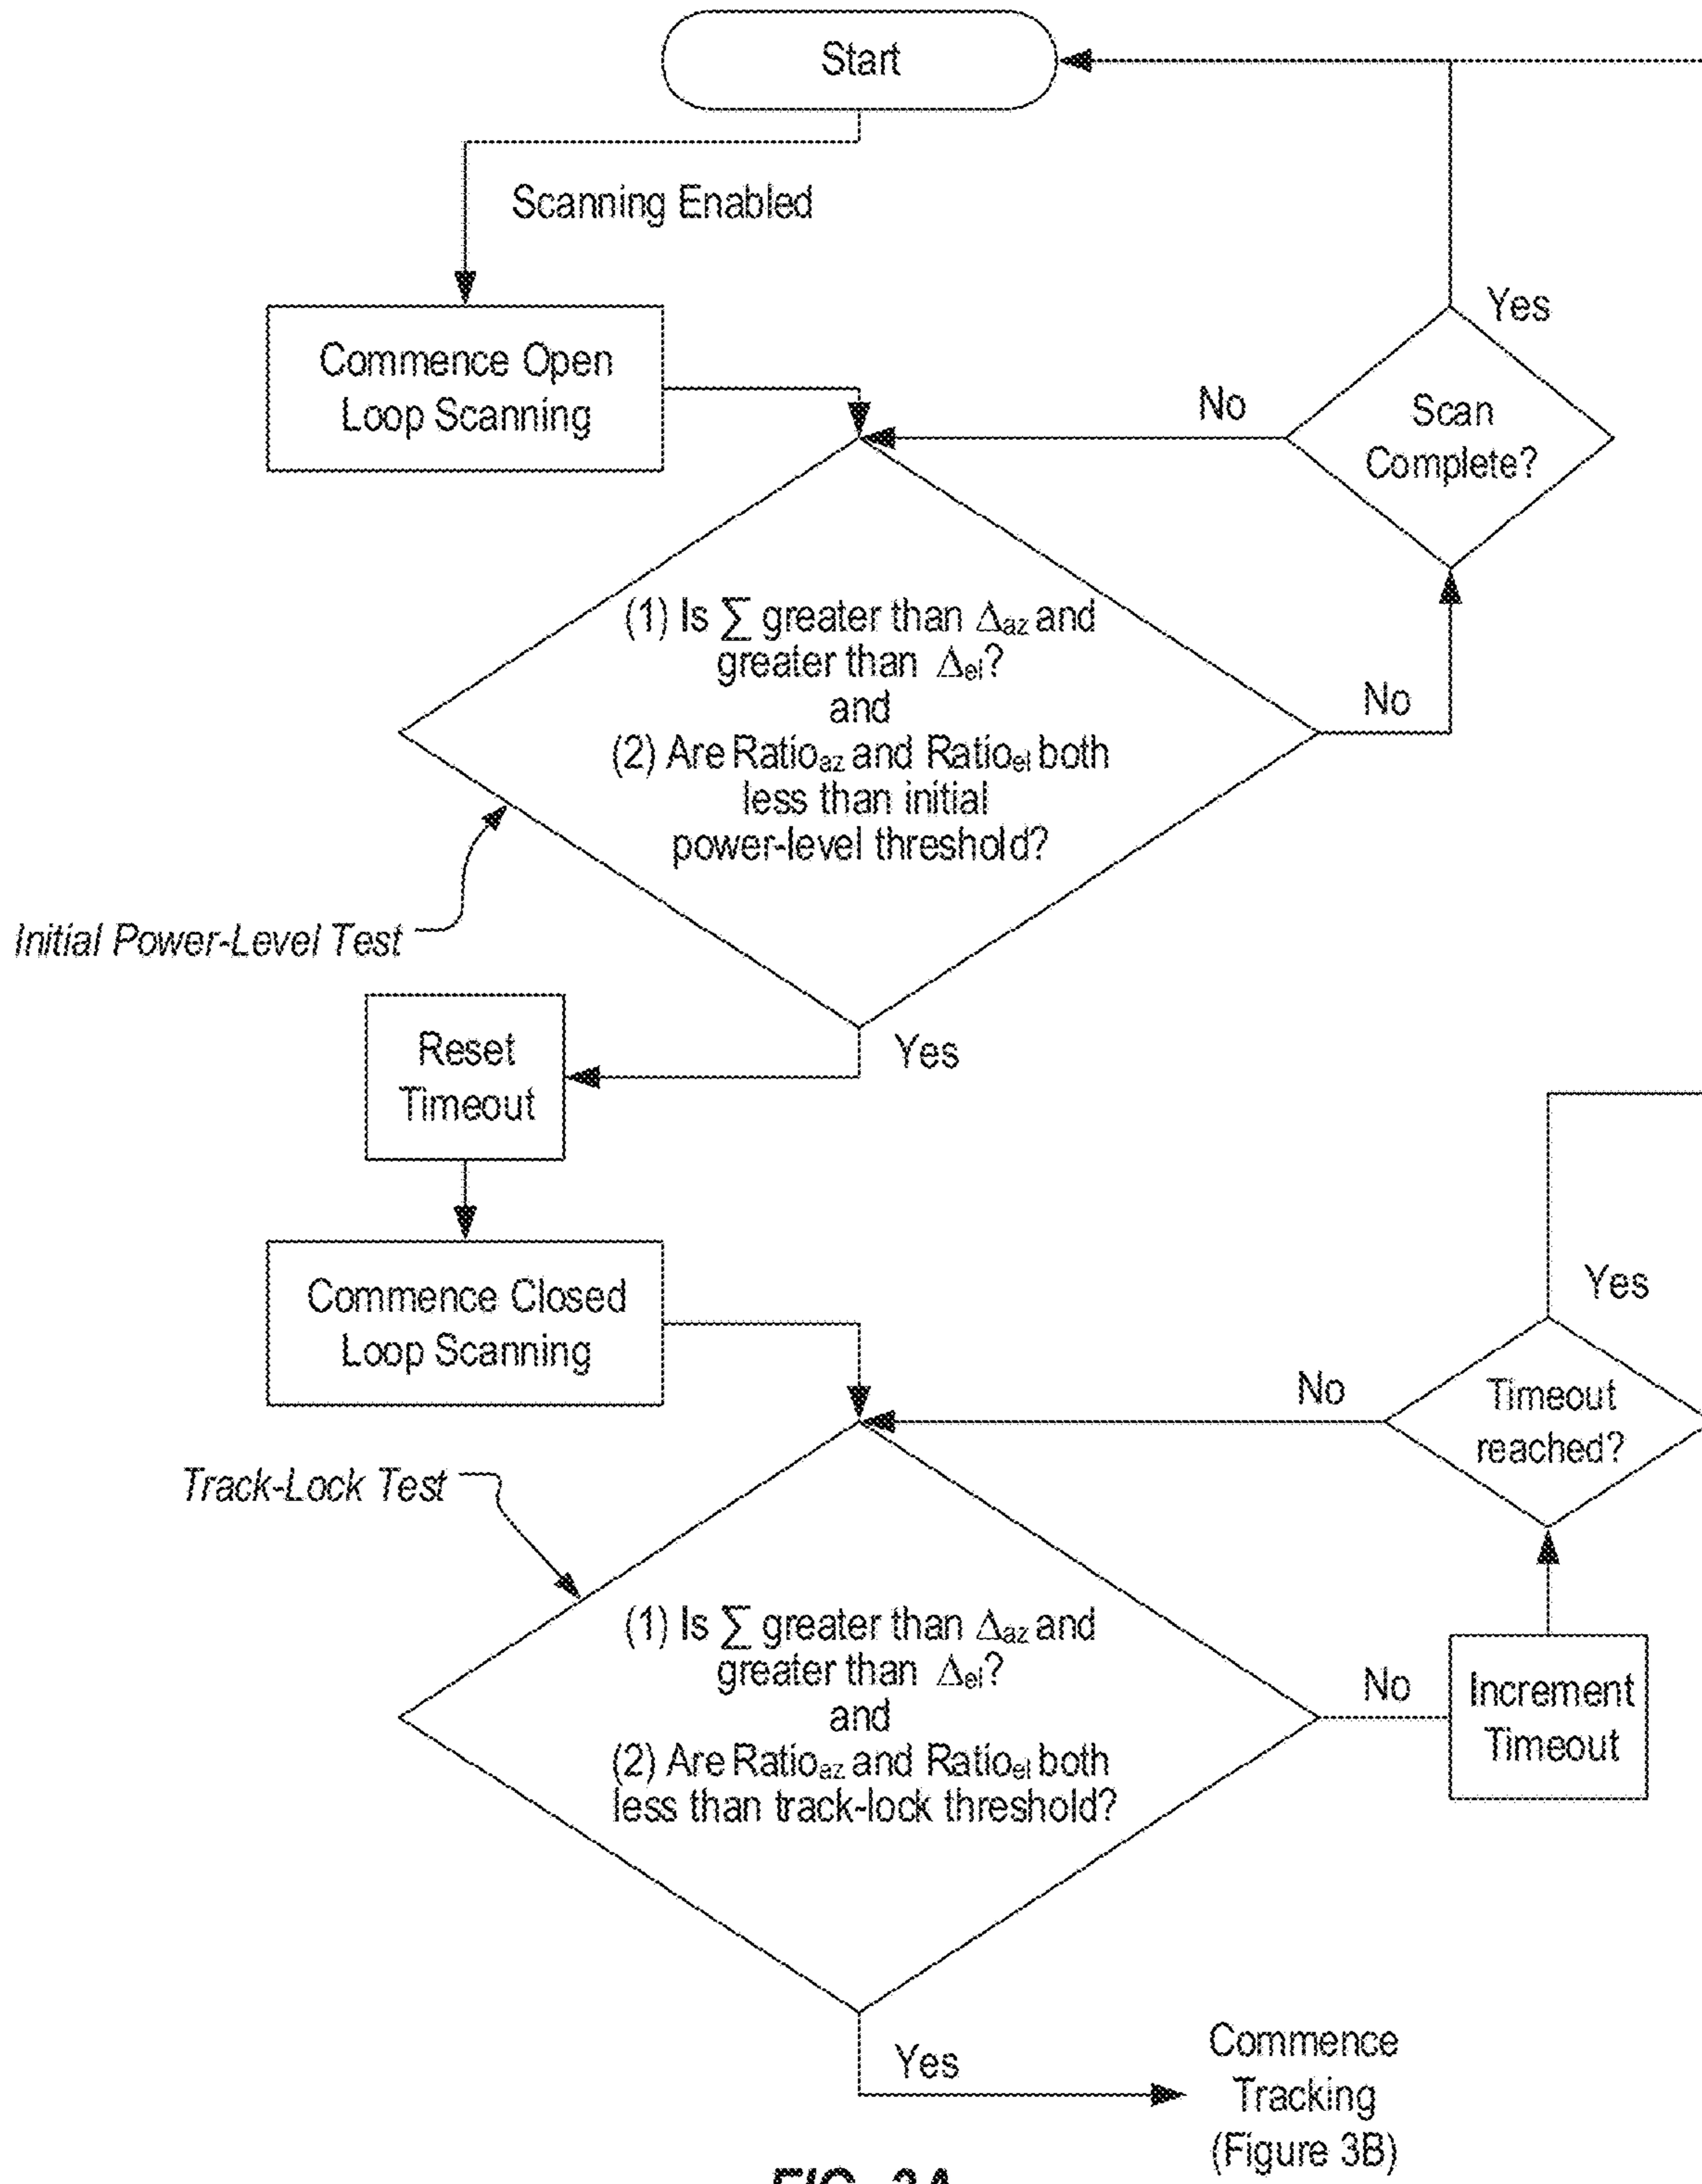 Start
Scanning Enabled
Commence Open
Loop Scanning
Yes
No
Scan
Complete?
(1) Is ∑ greater than Δaz and
greater than Δel?
and
(2) Are Ratioaz and Ratioel both
less than initial
power-level threshold?
No
Initial Power-Level Test
Yes
Reset
Timeout
Commence Closed
Loop Scanning
Yes
No
Timeout
reached?
Track-Lock Test
(1) Is ∑ greater than Δaz and
greater than Δel?
and
(2) Are Ratioaz and Ratioel both
less than track-lock threshold?
No
Increment
Timeout
Yes
Commence
Tracking
(Figure 3B)
FIG. 3A